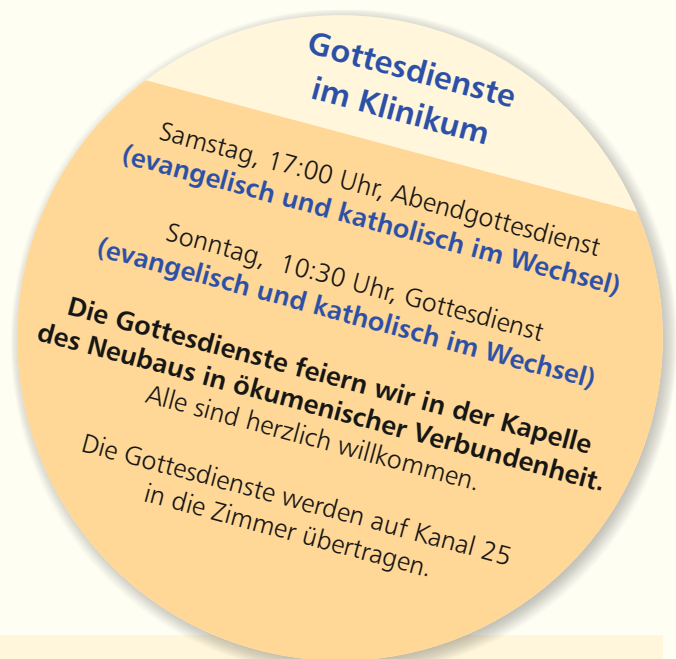 Gottesdienste
im Klinikum
Samstag, 17:00 Uhr, Abendgottesdienst
(evangelisch und katholisch im Wechsel)
Sonntag, 10:30 Uhr, Gottesdienst
(evangelisch und katholisch im Wechsel)
Die Gottesdienste feiern wir in der Kapelle
des Neubaus in ökumenischer Verbundenheit.
Alle sind herzlich willkommen.
Die Gottesdienste werden auf Kanal 25
in die Zimmer übertragen.